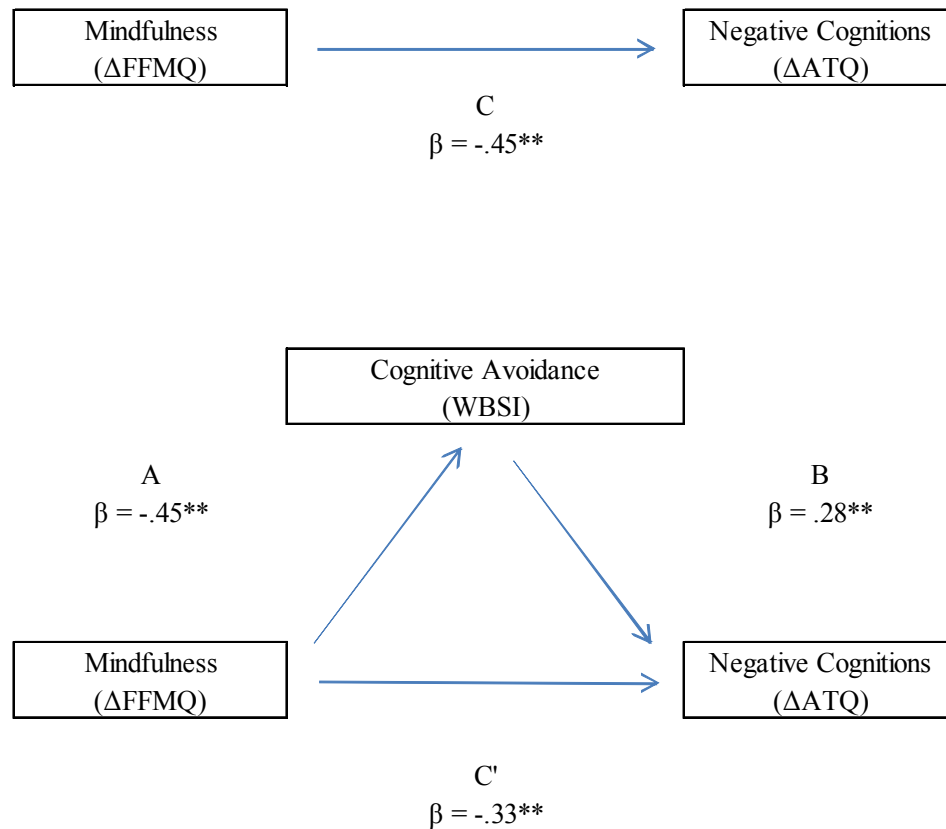 Mindfulness
(ΔFFMQ)
Negative Cognitions
(ΔATQ)
C
β = -.45**
Cognitive Avoidance
(WBSI)
A
β = -.45**
B
β = .28**
Mindfulness
(ΔFFMQ)
Negative Cognitions
(ΔATQ)
C'
β = -.33**